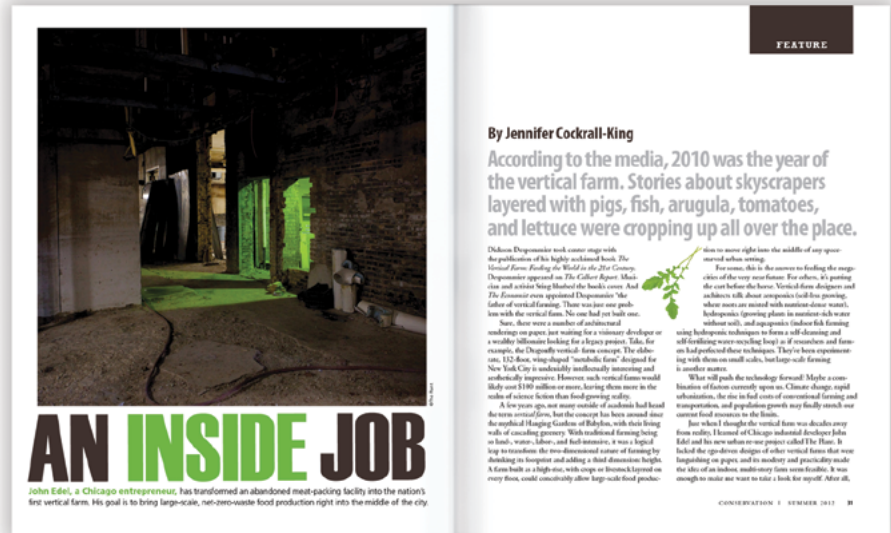 AN INSIDE JOB
John Edel, a Chicago entrepreneur, has transformed an abandoned meat-packing facility into the nation's
first vertical farm. His goal is to bring large-scale, net-zero-waste food production right into the middle of the city.
FEATURE
By Jennifer Cockrall-King
According to the media, 2010 was the year of
the vertical farm. Stories about skyscrapers
layered with pigs, fish, arugula, tomatoes,
and lettuce were cropping up all over the place.
Dickson Despommier took center stage with
the publication of his highly acclaimed book The
Vertical Farm: Feeding the World in the 21st Century.
Despommier appeared on The Colbert Report. Musi-
cian and activist Sting blurbed the book's cover. And
The Economist even appointed Despommier "the
father of vertical farming. There was just one prob-
lem with the vertical farm. No one had yet built one.
Sure, there were a number of architectural
renderings on paper, just waiting for a visionary developer or
a wealthy billionaire looking for a legacy project. Take, for
example, the Dragonfly vertical-farm concept. The elabo-
rate, 132-floor, wing-shaped "metabolic farm" designed for
New York City is undeniably intellectually interesting and
aesthetically impressive. However, such vertical farms would
likely cost $100 million or more, leaving them more in the
realm of science fiction than food-growing reality.
A few years ago, not many outside of academia had heard
the term vertical farm, but the concept has been around since
the mythical Hanging Gardens of Babylon, with their living
walls of cascading greenery. With traditional farming being
so land-, water-, labor-, and fuel-intensive, it was a logical
leap to transform the two-dimensional nature of farming by
shrinking its footprint and adding a third dimension: height.
A farm built as a high-rise, with crops or livestock layered on
every floor, could conceivably allow large-scale food produc-
tion to move right into the middle of any space-
starved urban setting.
For some, this is the answer to feeding the mega-
cities of the very near future. For others, it's putting
the cart before the horse. Vertical-farm designers and
architects talk about aeroponics (soil-less growing,
where roots are misted with nutrient-dense water),
hydroponics (growing plants in nutrient-rich water
without soil), and aquaponics (indoor fish farming
using hydroponic techniques to form a self-cleansing and
self-fertilizing water-recycling loop) as if researchers and farm-
ers had perfected these techniques. They've been experiment-
ing with them on small scales, but large-scale farming
is another matter.
What will push the technology forward? Maybe a com-
bination of factors currently upon us. Climate change, rapid
urbanization, the rise in fuel costs of conventional farming and
transportation, and population growth may finally stretch our
current food resources to the limits.
Just when I thought the vertical farm was decades away
from reality, I learned of Chicago industrial developer John
Edel and his new urban re-use project called The Plant. It
lacked the ego-driven designs of other vertical farms that were
languishing on paper, and its modesty and practicality made
the idea of an indoor, multi-story farm seem feasible. It was
enough to make me want to take a look for myself. After all,
CONSERVATION | SUMMER 2012 31